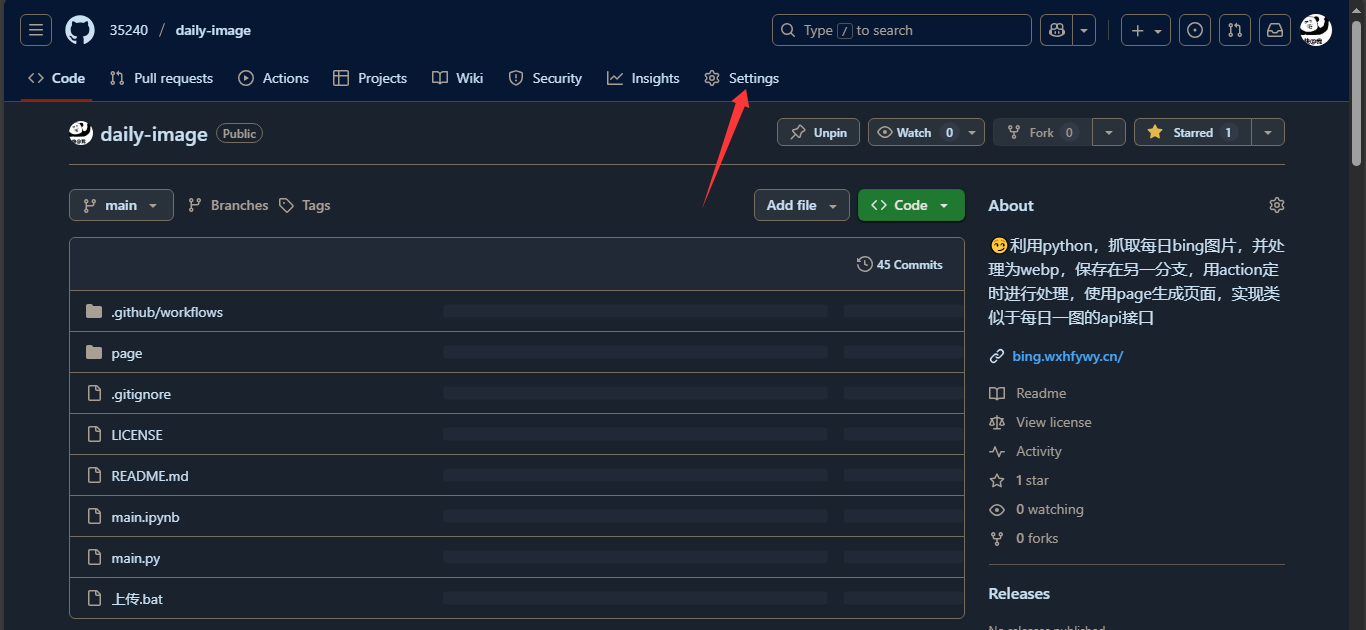 35240 / daily-image
Type / to search
Code
Pull requests
Actions
Projects
Wiki
Security
Insights
Settings
daily-image
Public
Unpin
Watch 0
Fork 0
Starred 1
main
Branches
Tags
Add file
Code
About
😏利用python，抓取每日bing图片，并处
理为webp，保存在另一分支，用action定
时进行处理，使用page生成页面，实现类
似于每日一图的api接口
bing.wxhfywy.cn/
Readme
View license
Activity
1 star
0 watching
0 forks
Releases
No releases published
45 Commits
.github/workflows
page
.gitignore
LICENSE
README.md
main.ipynb
main.py
上传.bat